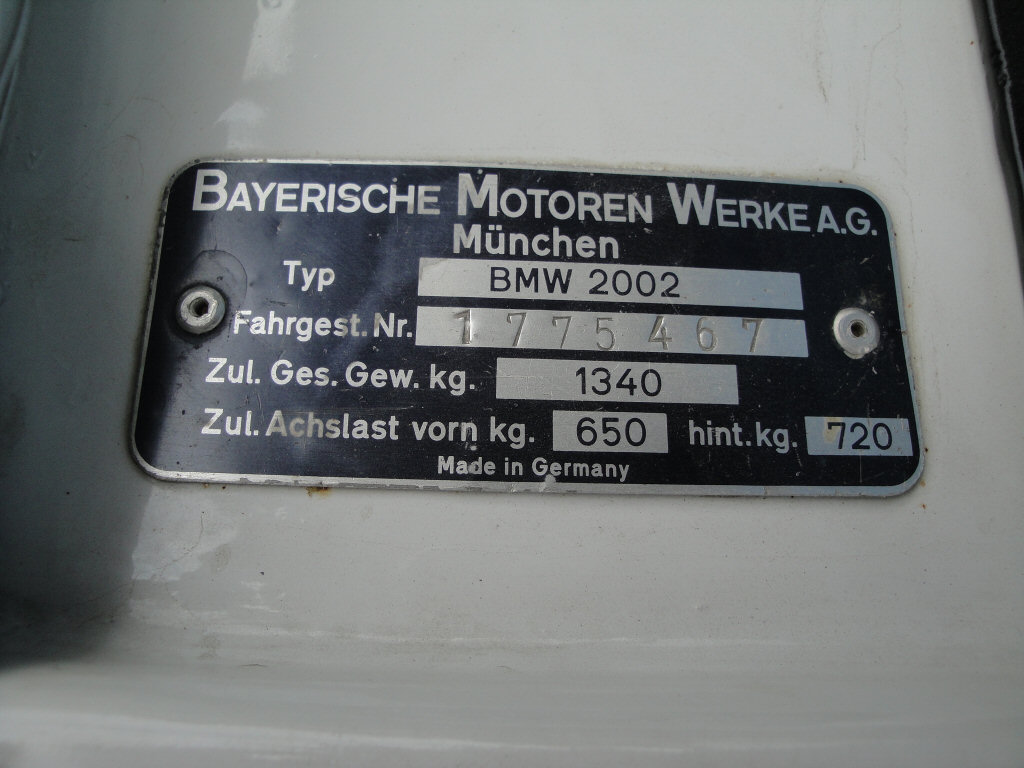 BAYERISCHE MOTOREN WERKE A.G.
München
Typ BMW 2002
Fahrgest. Nr. 1775467
Zul. Ges. Gew. kg. 1340
Zul. Achslast vorn kg. 650 hint. kg. 720
Made in Germany